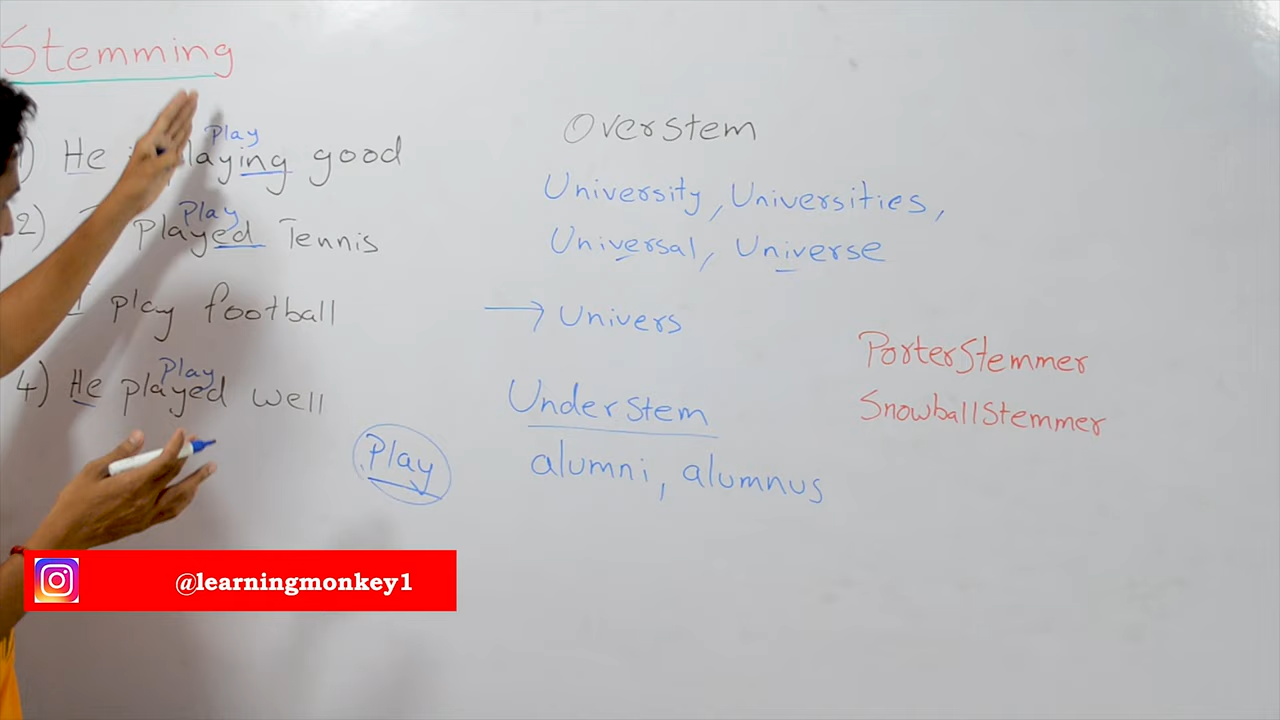 Stemming
Play
1) He playing good
Play
2) played Tennis
I play football
Play
4) He played well
Play
Overstem
University, Universities,
Universal, Universe
→ Univers
Understem
alumni, alumnus
PorterStemmer
SnowballStemmer
@learningmonkey1